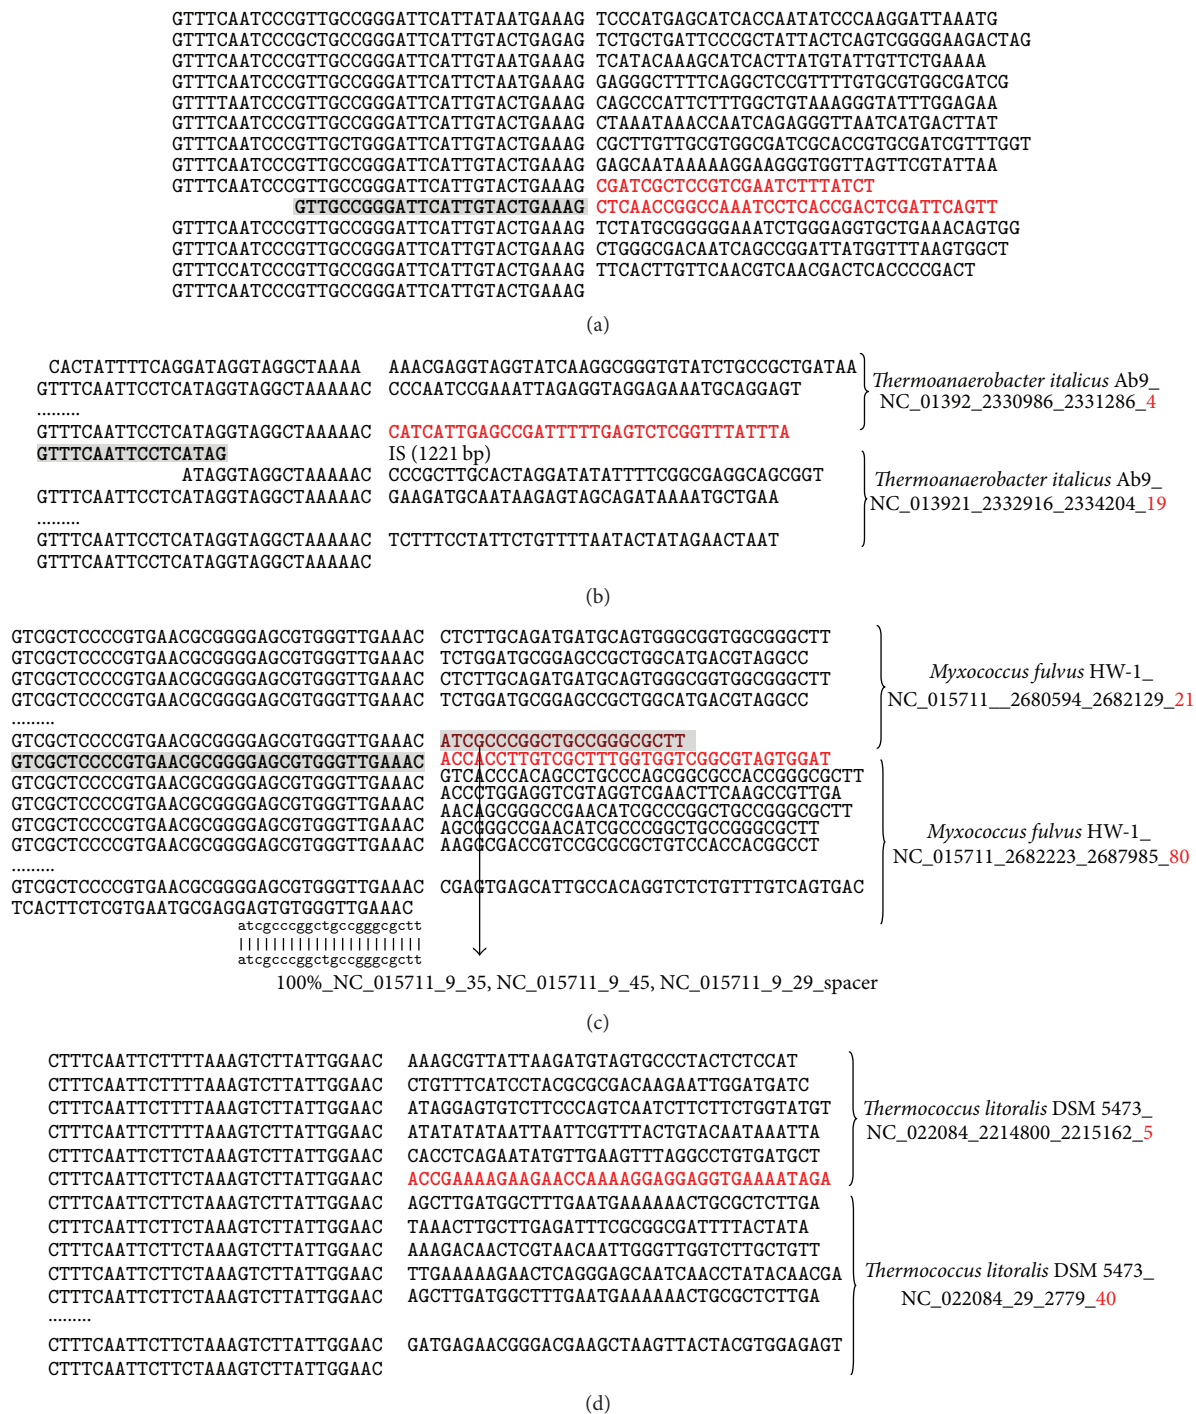 GTTTCAATCCCGTTGCCGGGATTCATTATAATGAAAG TCCCATGAGCATCACCAATATCCCAAGGATTAAATG
GTTTCAATCCCGCTGCCGGGATTCATTGTACTGAGAG TCTGCTGATTCCCGCTATTACTCAGTCGGGGAAGACTAG
GTTTCAATCCCGTTGCCGGGATTCATTGTAATGAAAG TCATACAAAGCATCACTTATGTATTGTTCTGAAAA
GTTTCAATCCCGTTGCCGGGATTCATTCTAATGAAAG GAGGGCTTTTCAGGCTCCGTTTTGTGCGTGGCGATCG
GTTTTAATCCCGTTGCCGGGATTCATTGTACTGAAAG CAGCCCATTCTTTGGCTGTAAAGGGTATTTGGAGAA
GTTTCAATCCCGTTGCCGGGATTCATTGTACTGAAAG CTAAATAAACCAATCAGAGGGTTAATCATGACTTAT
GTTTCAATCCCGTTGCTGGGATTCATTGTACTGAAAG CGCTTGTTGCGTGGCGATCGCACCGTGCGATCGTTTGGT
GTTTCAATCCCGTTGCCGGGATTCATTGTACTGAAAG GAGCAATAAAAAGGAAGGGTGGTTAGTTCGTATTAA
GTTTCAATCCCGTTGCCGGGATTCATTGTACTGAAAG CGATCGCTCCGTCGAATCTTTATCT
GTTGCCGGGATTCATTGTACTGAAAG CTCAACCGGCCAAATCCTCACCGACTCGATTCAGTT
GTTTCAATCCCGTTGCCGGGATTCATTGTACTGAAAG TCTATGCGGGGGAAATCTGGGAGGTGCTGAAACAGTGG
GTTTCAATCCCGTTGCCGGGATTCATTGTACTGAAAG CTGGGCGACAATCAGCCGGATTATGGTTTAAGTGGCT
GTTTCCATCCCGTTGCCGGGATTCATTGTACTGAAAG TTCACTTGTTCAACGTCAACGACTCACCCCGACT
GTTTCAATCCCGTTGCCGGGATTCATTGTACTGAAAG
(a)
CACTATTTTCAGGATAGGTAGGCTAAAA AAACGAGGTAGGTATCAAGGCGGGTGTATCTGCCGCTGATAA
GTTTCAATTCCTCATAGGTAGGCTAAAAAC CCCAATCCGAAATTAGAGGTAGGAGAAATGCAGGAGT
.........
GTTTCAATTCCTCATAGGTAGGCTAAAAAC CATCATTGAGCCGATTTTTGAGTCTCGGTTTATTTA
Thermoanaerobacter italicus Ab9_
NC_01392_2330986_2331286_4
GTTTCAATTCCTCATAG IS (1221 bp)
ATAGGTAGGCTAAAAAC CCCGCTTGCACTAGGATATATTTTCGGCGAGGCAGCGGT
GTTTCAATTCCTCATAGGTAGGCTAAAAAC GAAGATGCAATAAGAGTAGCAGATAAAATGCTGAA
.........
GTTTCAATTCCTCATAGGTAGGCTAAAAAC TCTTTCCTATTCTGTTTTAATACTATAGAACTAAT
GTTTCAATTCCTCATAGGTAGGCTAAAAAC
Thermoanaerobacter italicus Ab9_
NC_013921_2332916_2334204_19
(b)
GTCGCTCCCCGTGAACGCGGGGAGCGTGGGTTGAAAC CTCTTGCAGATGATGCAGTGGGCGGTGGCGGGCTT
GTCGCTCCCCGTGAACGCGGGGAGCGTGGGTTGAAAC TCTGGATGCGGAGCCGCTGGCATGACGTAGGCC
GTCGCTCCCCGTGAACGCGGGGAGCGTGGGTTGAAAC CTCTTGCAGATGATGCAGTGGGCGGTGGCGGGCTT
GTCGCTCCCCGTGAACGCGGGGAGCGTGGGTTGAAAC TCTGGATGCGGAGCCGCTGGCATGACGTAGGCC
.........
GTCGCTCCCCGTGAACGCGGGGAGCGTGGGTTGAAAC ATCGCCCGGCTGCCGGGCGCTT
Myxococcus fulvus HW-1_
NC_015711__2680594_2682129_21
GTCGCTCCCCGTGAACGCGGGGAGCGTGGGTTGAAAC ACCACCTTGTCGCTTTGGTGGTCGGCGTAGTGGAT
GTCGCTCCCCGTGAACGCGGGGAGCGTGGGTTGAAAC GTCACCCACAGCCTGCCCAGCGGCGCCACCGGGCGCTT
GTCGCTCCCCGTGAACGCGGGGAGCGTGGGTTGAAAC ACCCTGGAGGTCGTAGGTCGAACTTCAAGCCGTTGA
GTCGCTCCCCGTGAACGCGGGGAGCGTGGGTTGAAAC AACAGCGGGCCGAACATCGCCCGGCTGCCGGGCGCTT
GTCGCTCCCCGTGAACGCGGGGAGCGTGGGTTGAAAC AGCGGGCCGAACATCGCCCGGCTGCCGGGCGCTT
AAGGCGACCGTCCGCGCGCTGTCCACCACGGCCT
.........
GTCGCTCCCCGTGAACGCGGGGAGCGTGGGTTGAAAC CGAGTGAGCATTGCCACAGGTCTCTGTTTGTCAGTGAC
TCACTTCTCGTGAATGCGAGGAGTGTGGGTTGAAAC
Myxococcus fulvus HW-1_
NC_015711_2682223_2687985_80
atcgcccggctgccgggcgctt
||||||||||||||||||||||
atcgcccggctgccgggcgctt
100%_NC_015711_9_35, NC_015711_9_45, NC_015711_9_29_spacer
(c)
CTTTCAATTCTTTTAAAGTCTTATTGGAAC AAAGCGTTATTAAGATGTAGTGCCCTACTCTCCAT
CTTTCAATTCTTTTAAAGTCTTATTGGAAC CTGTTTCATCCTACGCGCGACAAGAATTGGATGATC
CTTTCAATTCTTTTAAAGTCTTATTGGAAC ATAGGAGTGTCTTCCCAGTCAATCTTCTTCTGGTATGT
CTTTCAATTCTTTTAAAGTCTTATTGGAAC ATATATATAATTAATTCGTTTACTGTACAATAAATTA
CTTTCAATTCTTCTAAAGTCTTATTGGAAC CACCTCAGAATATGTTGAAGTTTAGGCCTGTGATGCT
CTTTCAATTCTTCTAAAGTCTTATTGGAAC ACCGAAAAGAAGAACCAAAAGGAGGAGGTGAAAATAGA
Thermococcus litoralis DSM 5473_
NC_022084_2214800_2215162_5
CTTTCAATTCTTCTAAAGTCTTATTGGAAC AGCTTGATGGCTTTGAATGAAAAAACTGCGCTCTTGA
CTTTCAATTCTTCTAAAGTCTTATTGGAAC TAAACTTGCTTGAGATTTCGCGGCGATTTTACTATA
CTTTCAATTCTTCTAAAGTCTTATTGGAAC AAAGACAACTCGTAACAATTGGGTTGGTCTTGCTGTT
CTTTCAATTCTTCTAAAGTCTTATTGGAAC TTGAAAAAGAACTCAGGGAGCAATCAACCTATACAACGA
CTTTCAATTCTTCTAAAGTCTTATTGGAAC AGCTTGATGGCTTTGAATGAAAAAACTGCGCTCTTGA
.........
CTTTCAATTCTTCTAAAGTCTTATTGGAAC GATGAGAACGGGACGAAGCTAAGTTACTACGTGGAGAGT
CTTTCAATTCTTCTAAAGTCTTATTGGAAC
Thermococcus litoralis DSM 5473_
NC_022084_29_2779_40
(d)